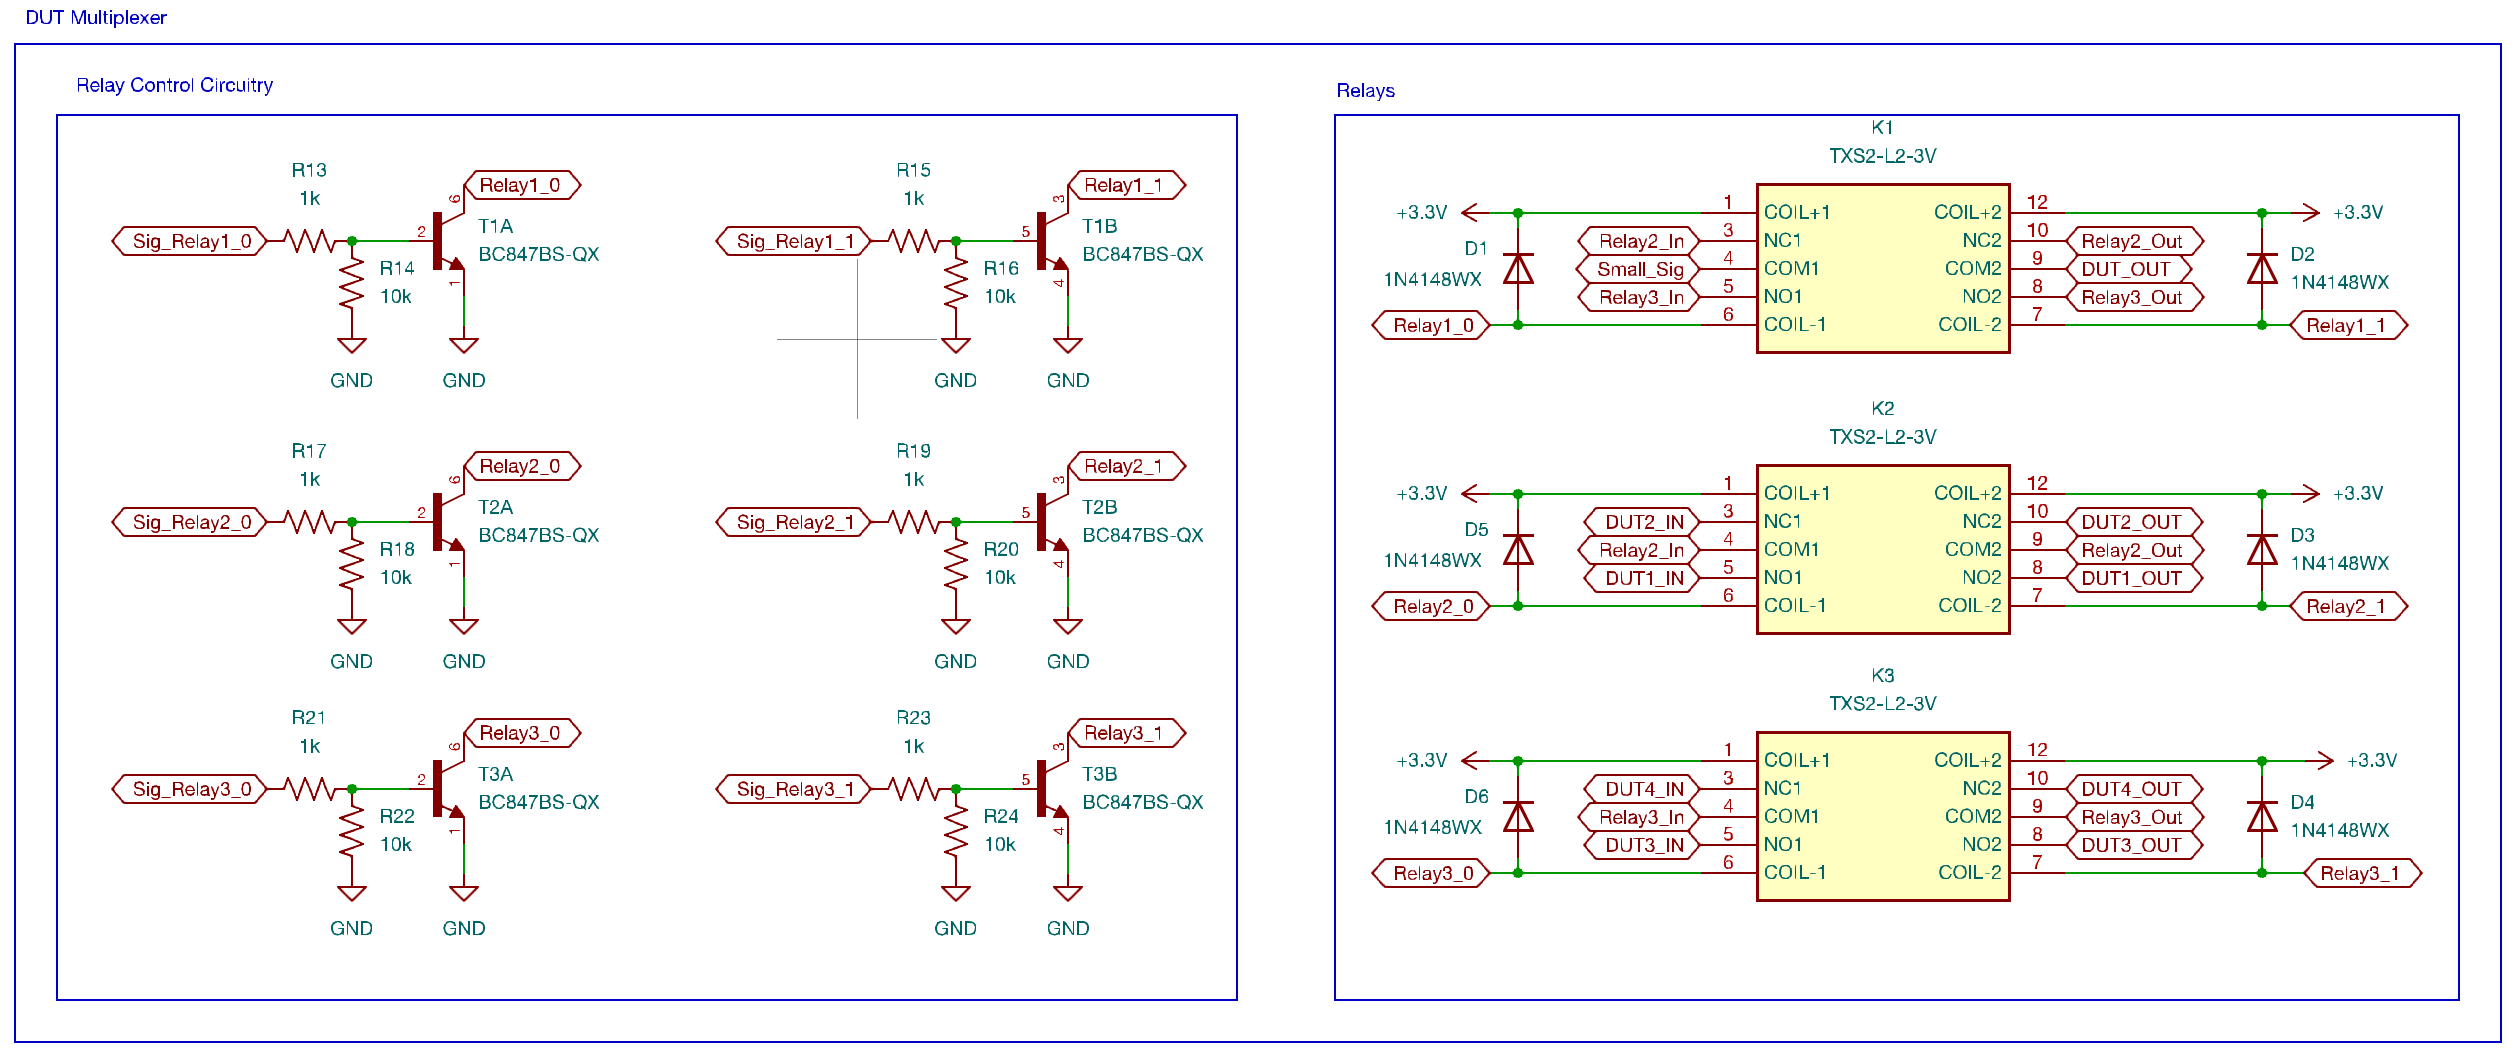 DUT Multiplexer
Relay Control Circuitry
R13
1k
Relay1_0
6
T1A
Sig_Relay1_0
2
BC847BS-QX
R14
10k
1
GND
GND
R15
1k
Relay1_1
3
T1B
Sig_Relay1_1
5
BC847BS-QX
R16
10k
4
GND
GND
R17
1k
Relay2_0
6
T2A
Sig_Relay2_0
2
BC847BS-QX
R18
10k
1
GND
GND
R19
1k
Relay2_1
3
T2B
Sig_Relay2_1
5
BC847BS-QX
R20
10k
4
GND
GND
R21
1k
Relay3_0
6
T3A
Sig_Relay3_0
2
BC847BS-QX
R22
10k
1
GND
GND
R23
1k
Relay3_1
3
T3B
Sig_Relay3_1
5
BC847BS-QX
R24
10k
4
GND
GND
Relays
K1
TXS2-L2-3V
+3.3V 1 COIL+1 COIL+2 12 +3.3V
Relay2_In 3 NC1 NC2 10 Relay2_Out
D1 D2
Small_Sig 4 COM1 COM2 9 DUT_OUT
1N4148WX 1N4148WX
Relay3_In 5 NO1 NO2 8 Relay3_Out
Relay1_0 6 COIL-1 COIL-2 7 Relay1_1
K2
TXS2-L2-3V
+3.3V 1 COIL+1 COIL+2 12 +3.3V
DUT2_IN 3 NC1 NC2 10 DUT2_OUT
D5 D3
Relay2_In 4 COM1 COM2 9 Relay2_Out
1N4148WX 1N4148WX
DUT1_IN 5 NO1 NO2 8 DUT1_OUT
Relay2_0 6 COIL-1 COIL-2 7 Relay2_1
K3
TXS2-L2-3V
+3.3V 1 COIL+1 COIL+2 12 +3.3V
DUT4_IN 3 NC1 NC2 10 DUT4_OUT
D6 D4
Relay3_In 4 COM1 COM2 9 Relay3_Out
1N4148WX 1N4148WX
DUT3_IN 5 NO1 NO2 8 DUT3_OUT
Relay3_0 6 COIL-1 COIL-2 7 Relay3_1